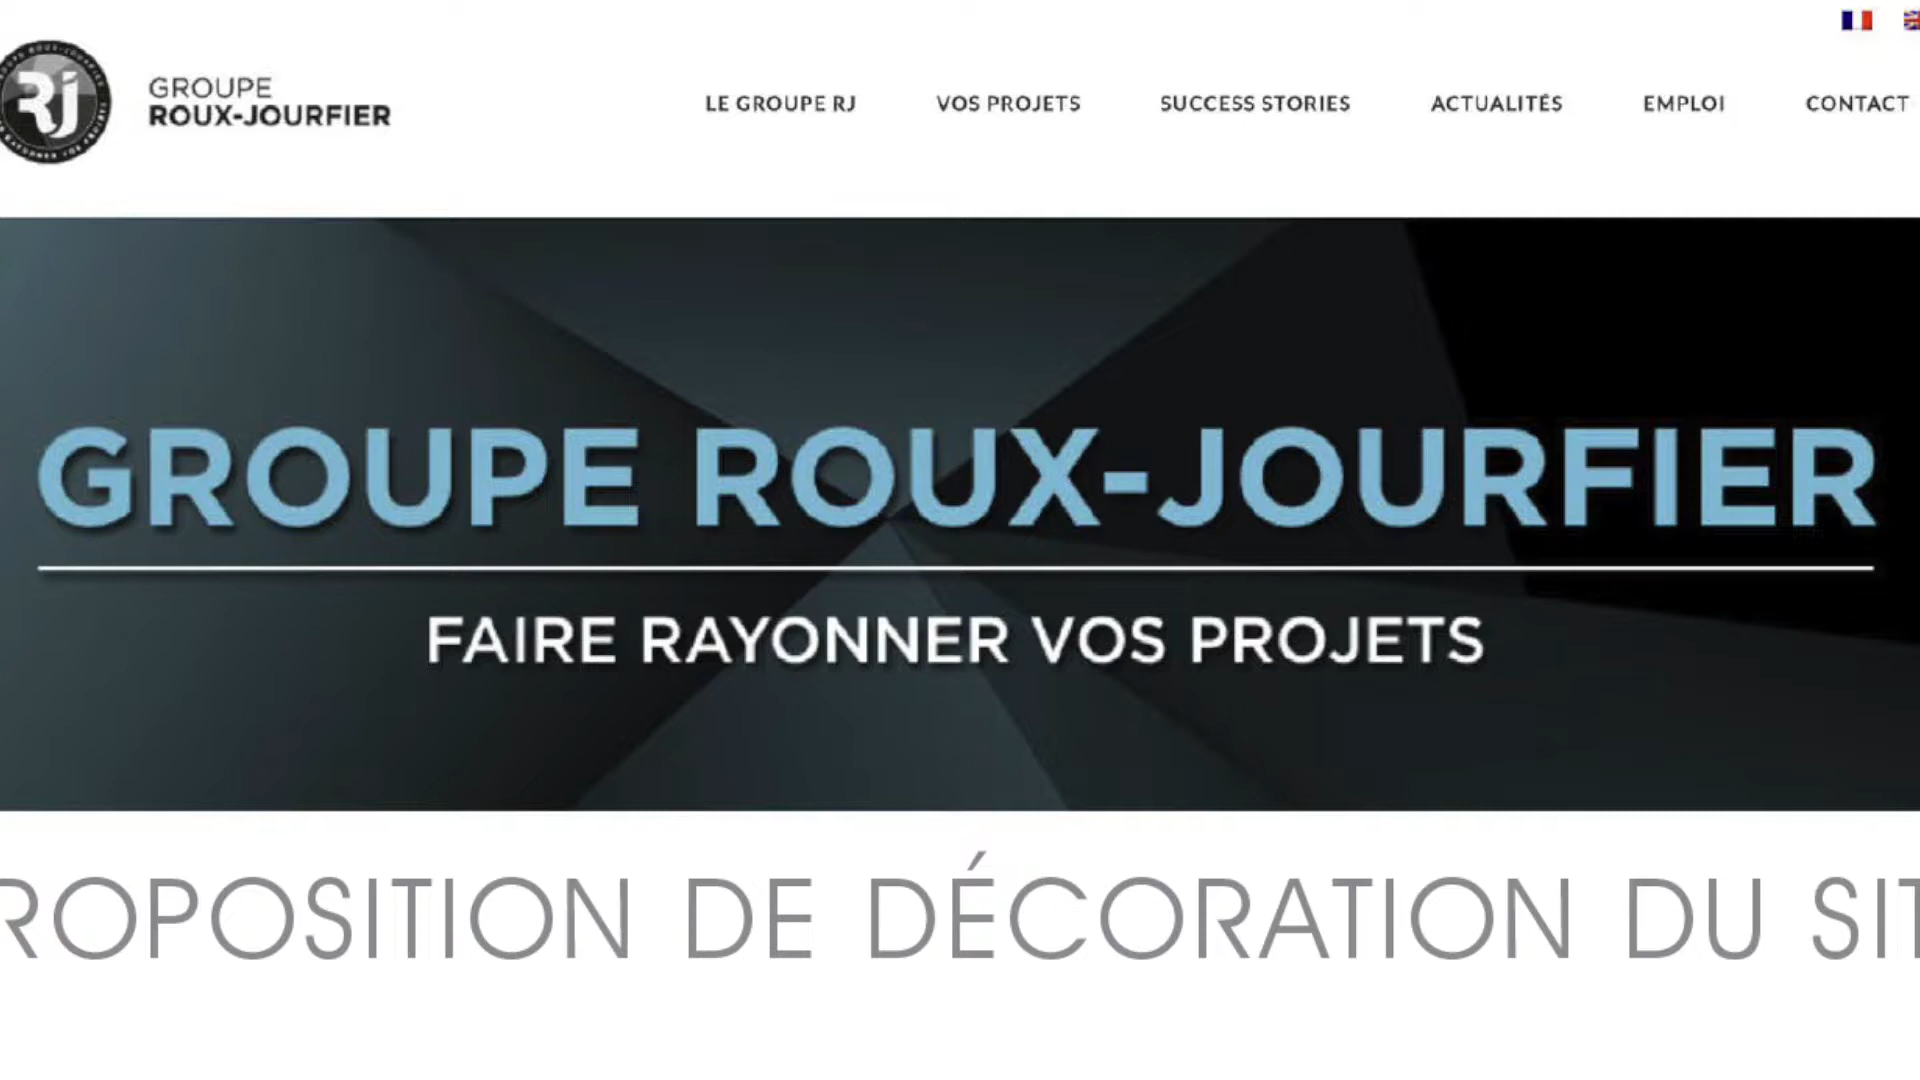 RJ
GROUPE
ROUX-JOURFIER
LE GROUPE RJ
VOS PROJETS
SUCCESS STORIES
ACTUALITÉS
EMPLOI
CONTACT
GROUPE ROUX-JOURFIER
FAIRE RAYONNER VOS PROJETS
ROPOSITION DE DÉCORATION DU SIT